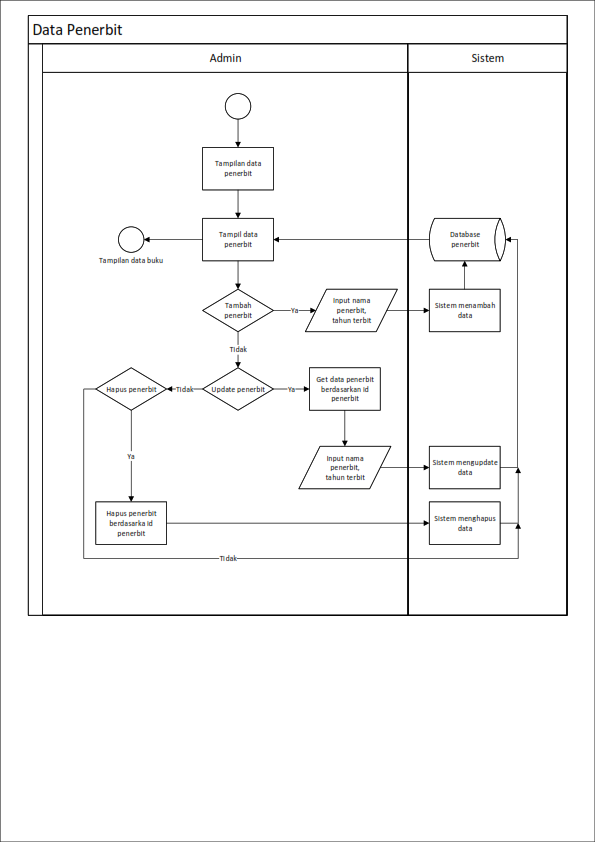 Data Penerbit
Admin
Sistem
Tampilan data
penerbit
Tampil data
penerbit
Database
penerbit
Tampilan data buku
Tambah
penerbit
Ya
Input nama
penerbit,
tahun terbit
Sistem menambah
data
Tidak
Hapus penerbit
Tidak
Update penerbit
Ya
Get data penerbit
berdasarkan id
penerbit
Ya
Input nama
penerbit,
tahun terbit
Sistem mengupdate
data
Hapus penerbit
berdasarka id
penerbit
Sistem menghapus
data
Tidak